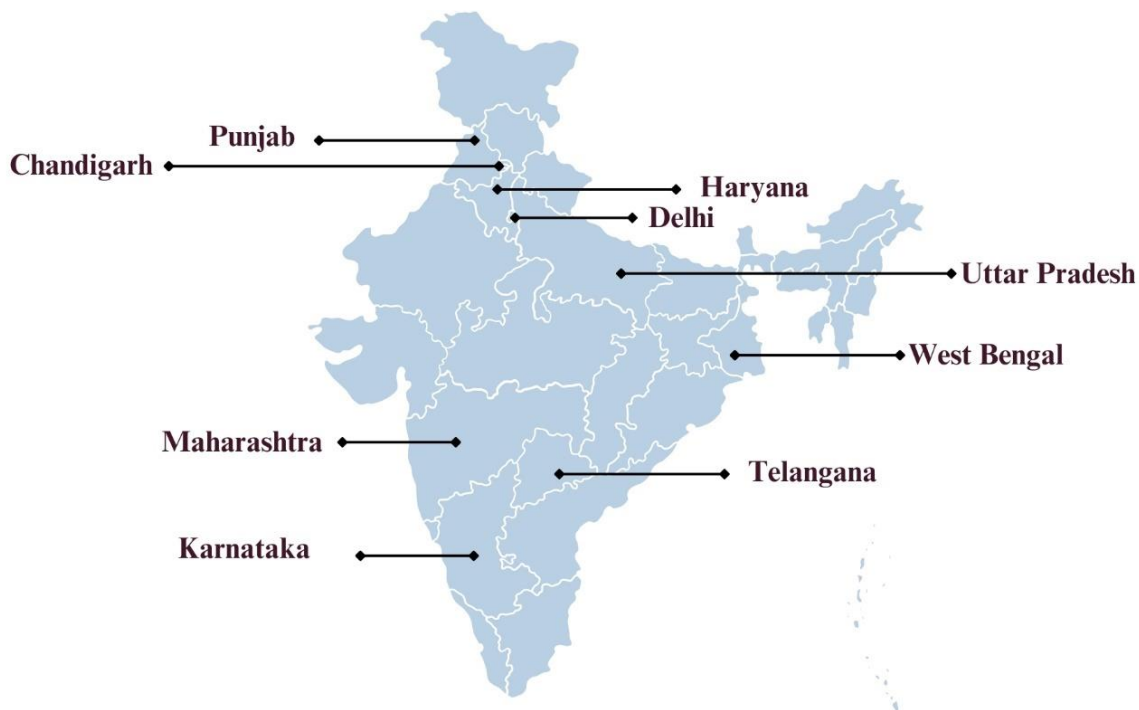 Punjab
Chandigarh
Haryana
Delhi
Uttar Pradesh
West Bengal
Maharashtra
Telangana
Karnataka